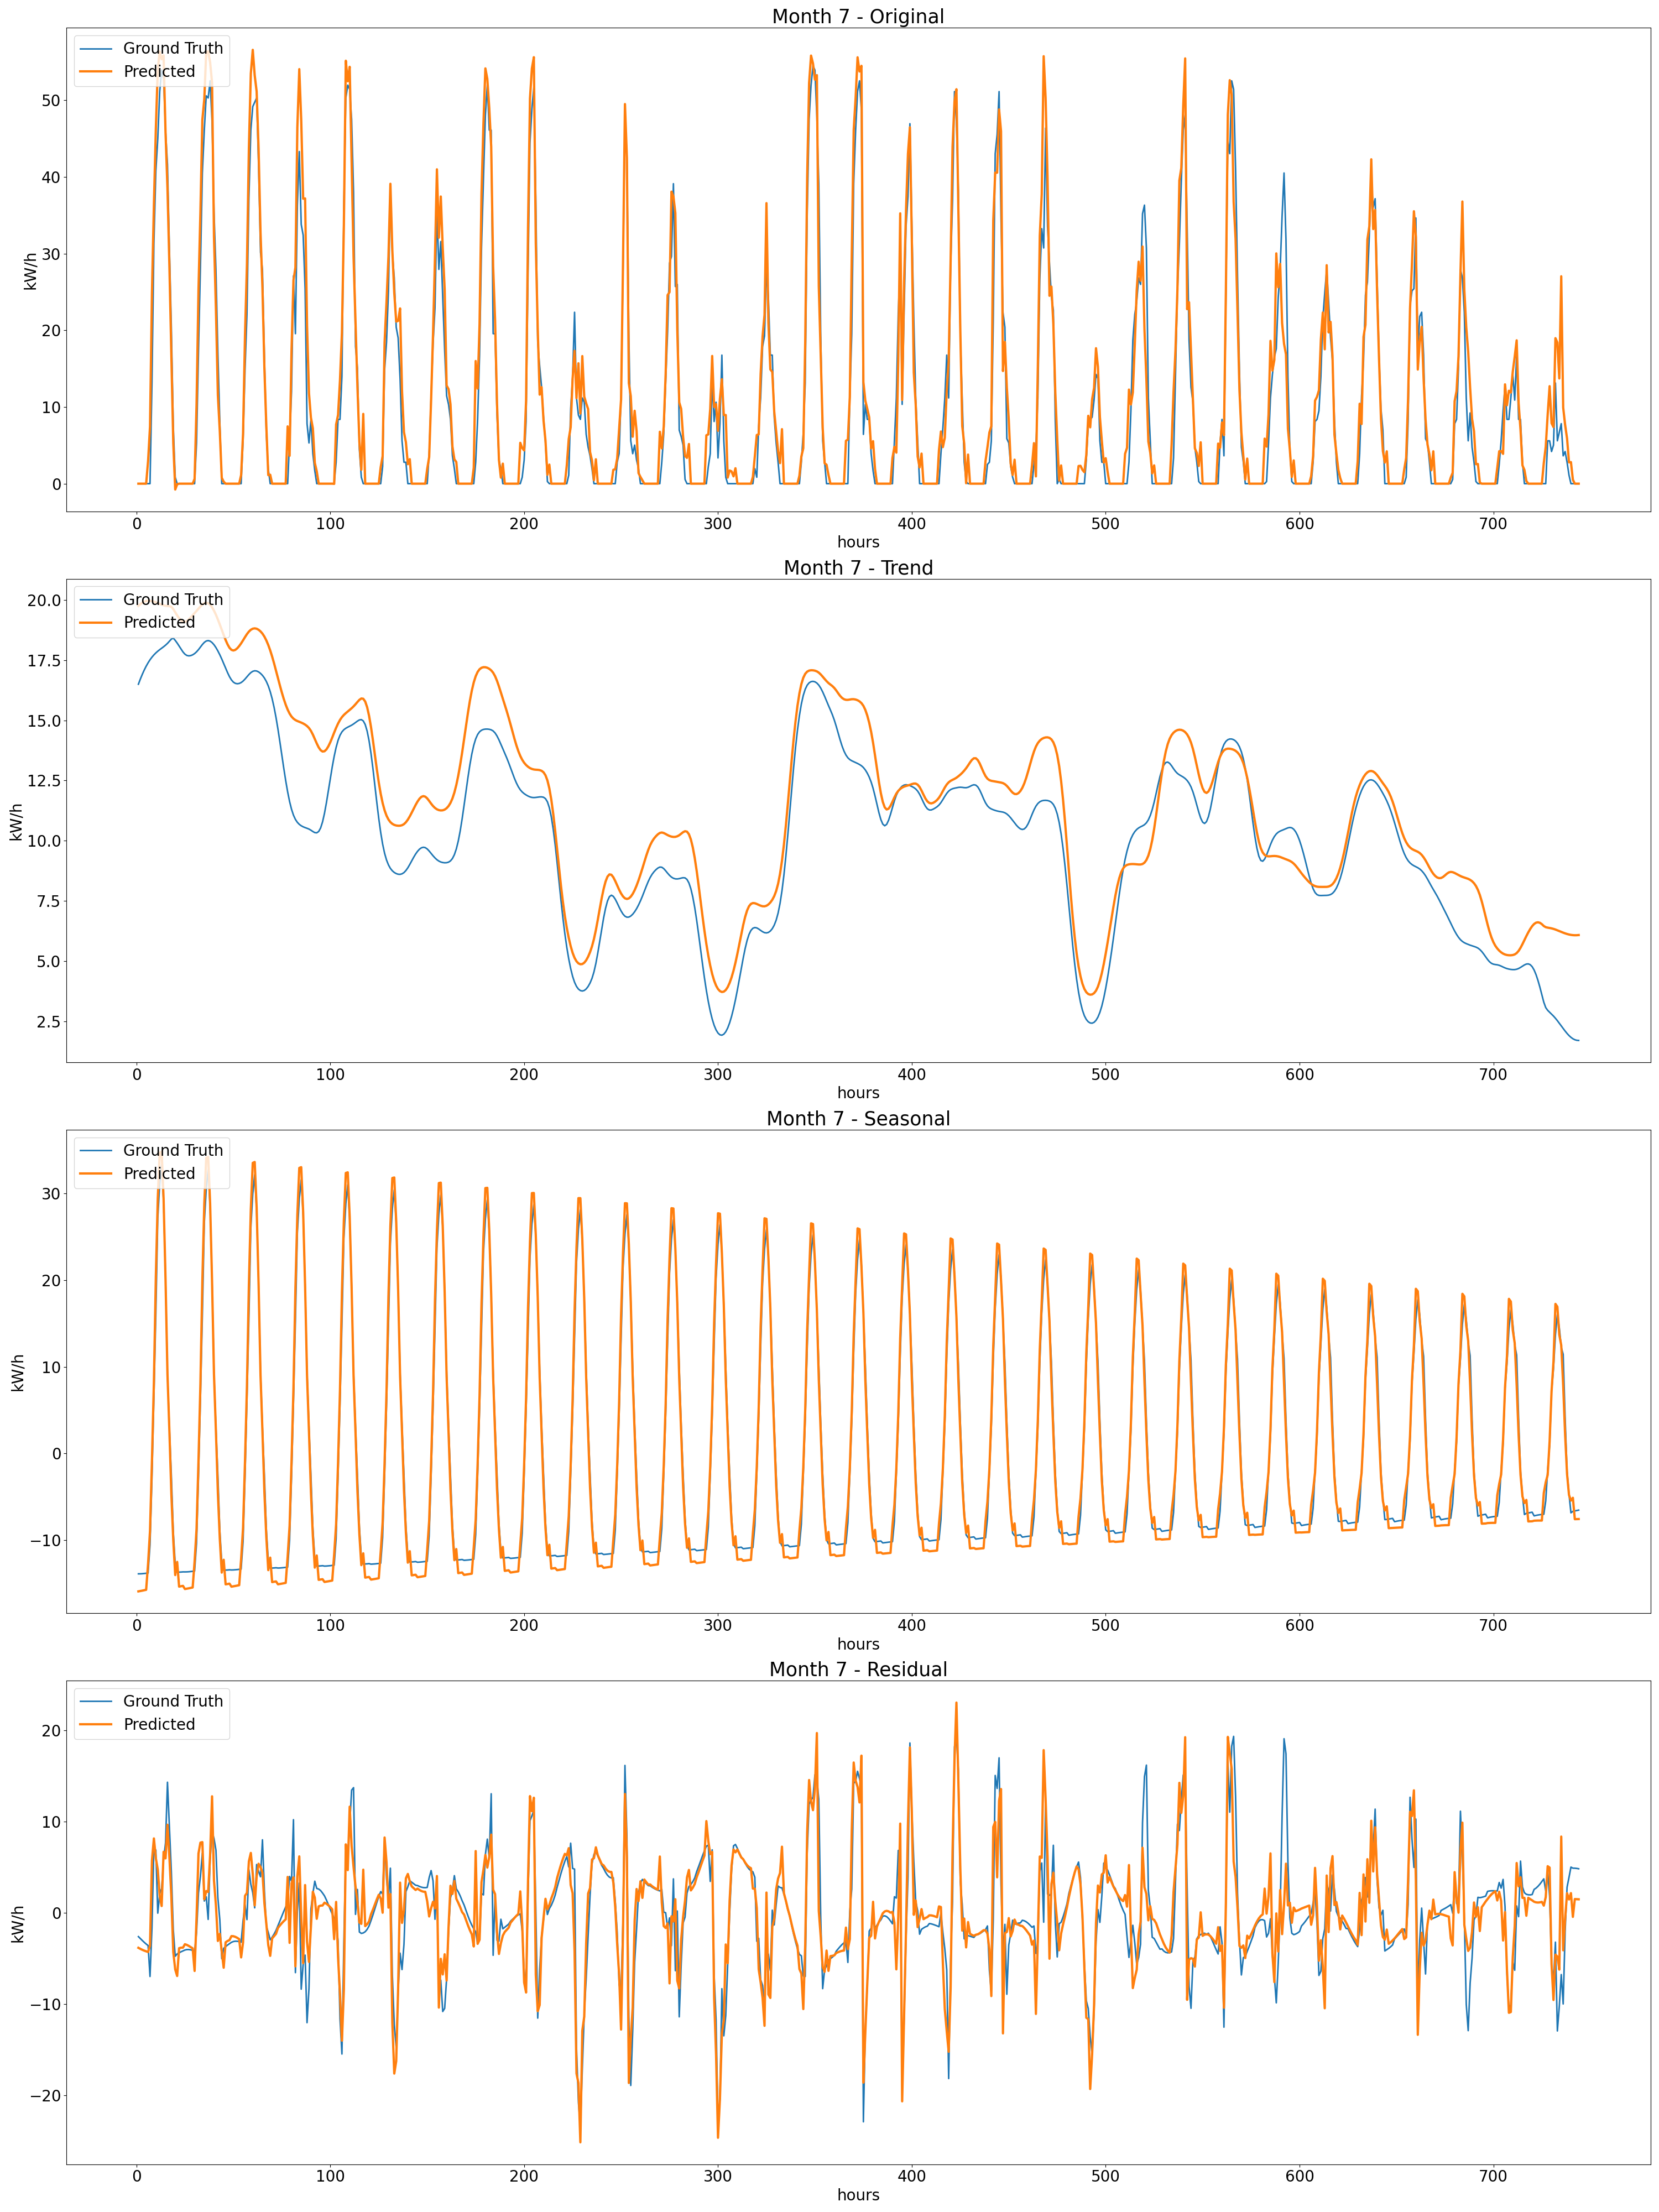 Month 7 - Original
Ground Truth
Predicted
kW/h
50
40
30
20
10
0
0 100 200 300 400 500 600 700
hours
Month 7 - Trend
Ground Truth
Predicted
kW/h
20.0
17.5
15.0
12.5
10.0
7.5
5.0
2.5
0 100 200 300 400 500 600 700
hours
Month 7 - Seasonal
Ground Truth
Predicted
kW/h
30
20
10
0
−10
0 100 200 300 400 500 600 700
hours
Month 7 - Residual
Ground Truth
Predicted
kW/h
20
10
0
−10
−20
0 100 200 300 400 500 600 700
hours